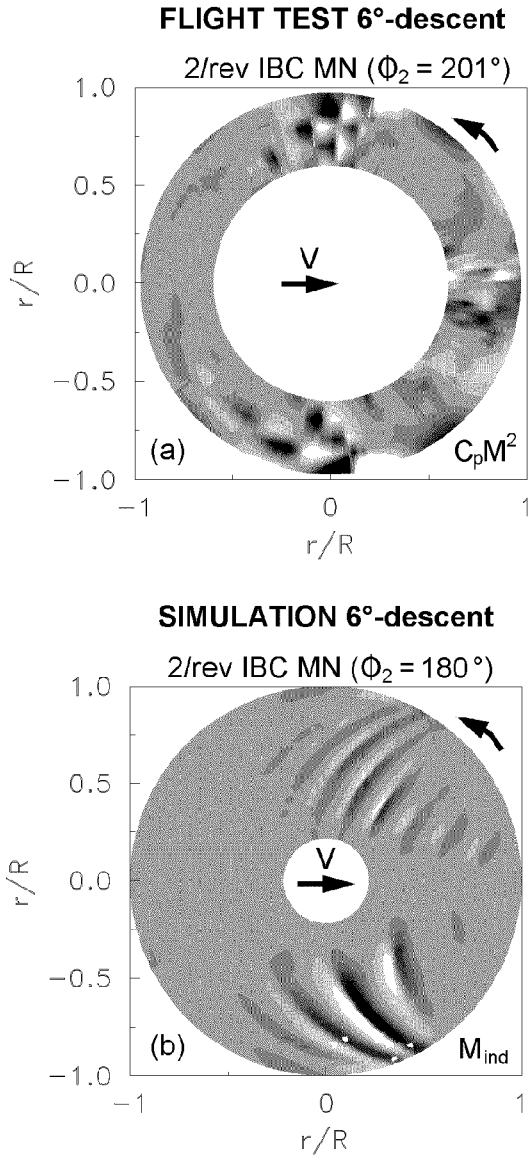 FLIGHT TEST 6°-descent
2/rev IBC MN (Φ₂ = 201°)
1.0
0.5
0.0
-0.5
-1.0
r/R
V
(a)
CₚM²
-1
0
1
r/R
SIMULATION 6°-descent
2/rev IBC MN (Φ₂ = 180°)
1.0
0.5
0.0
-0.5
-1.0
r/R
V
(b)
Mind
-1
0
1
r/R